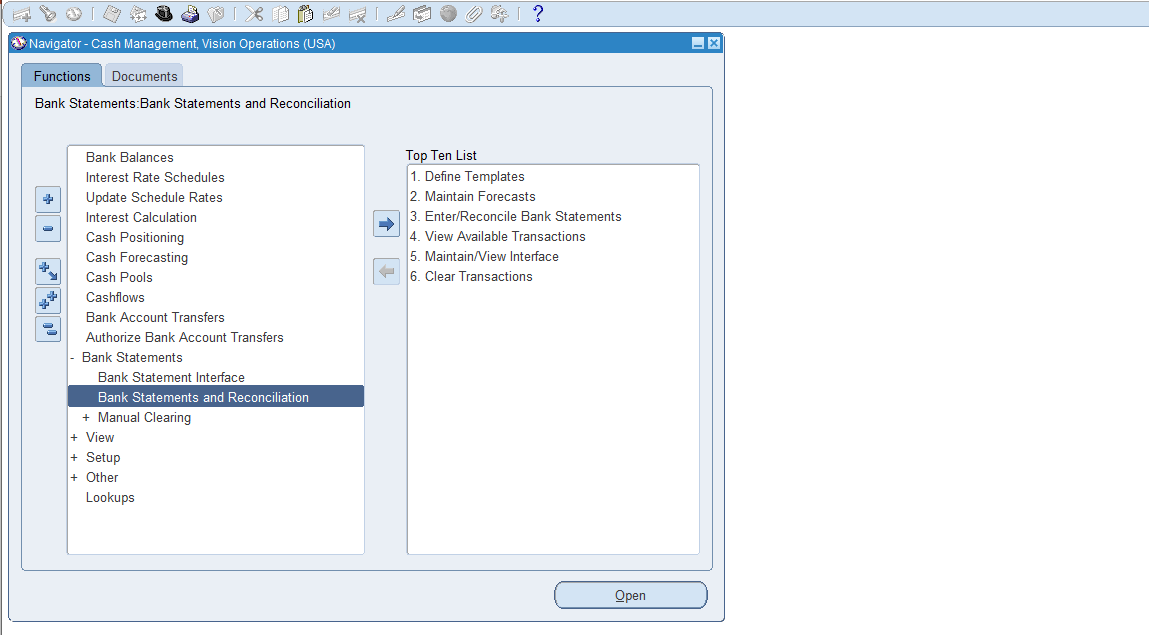 ?
Navigator - Cash Management, Vision Operations (USA)
Functions
Documents
Bank Statements:Bank Statements and Reconciliation
Bank Balances
Interest Rate Schedules
Update Schedule Rates
Interest Calculation
Cash Positioning
Cash Forecasting
Cash Pools
Cashflows
Bank Account Transfers
Authorize Bank Account Transfers
- Bank Statements
Bank Statement Interface
Bank Statements and Reconciliation
+ Manual Clearing
+ View
+ Setup
+ Other
Lookups
Top Ten List
1. Define Templates
2. Maintain Forecasts
3. Enter/Reconcile Bank Statements
4. View Available Transactions
5. Maintain/View Interface
6. Clear Transactions
Open